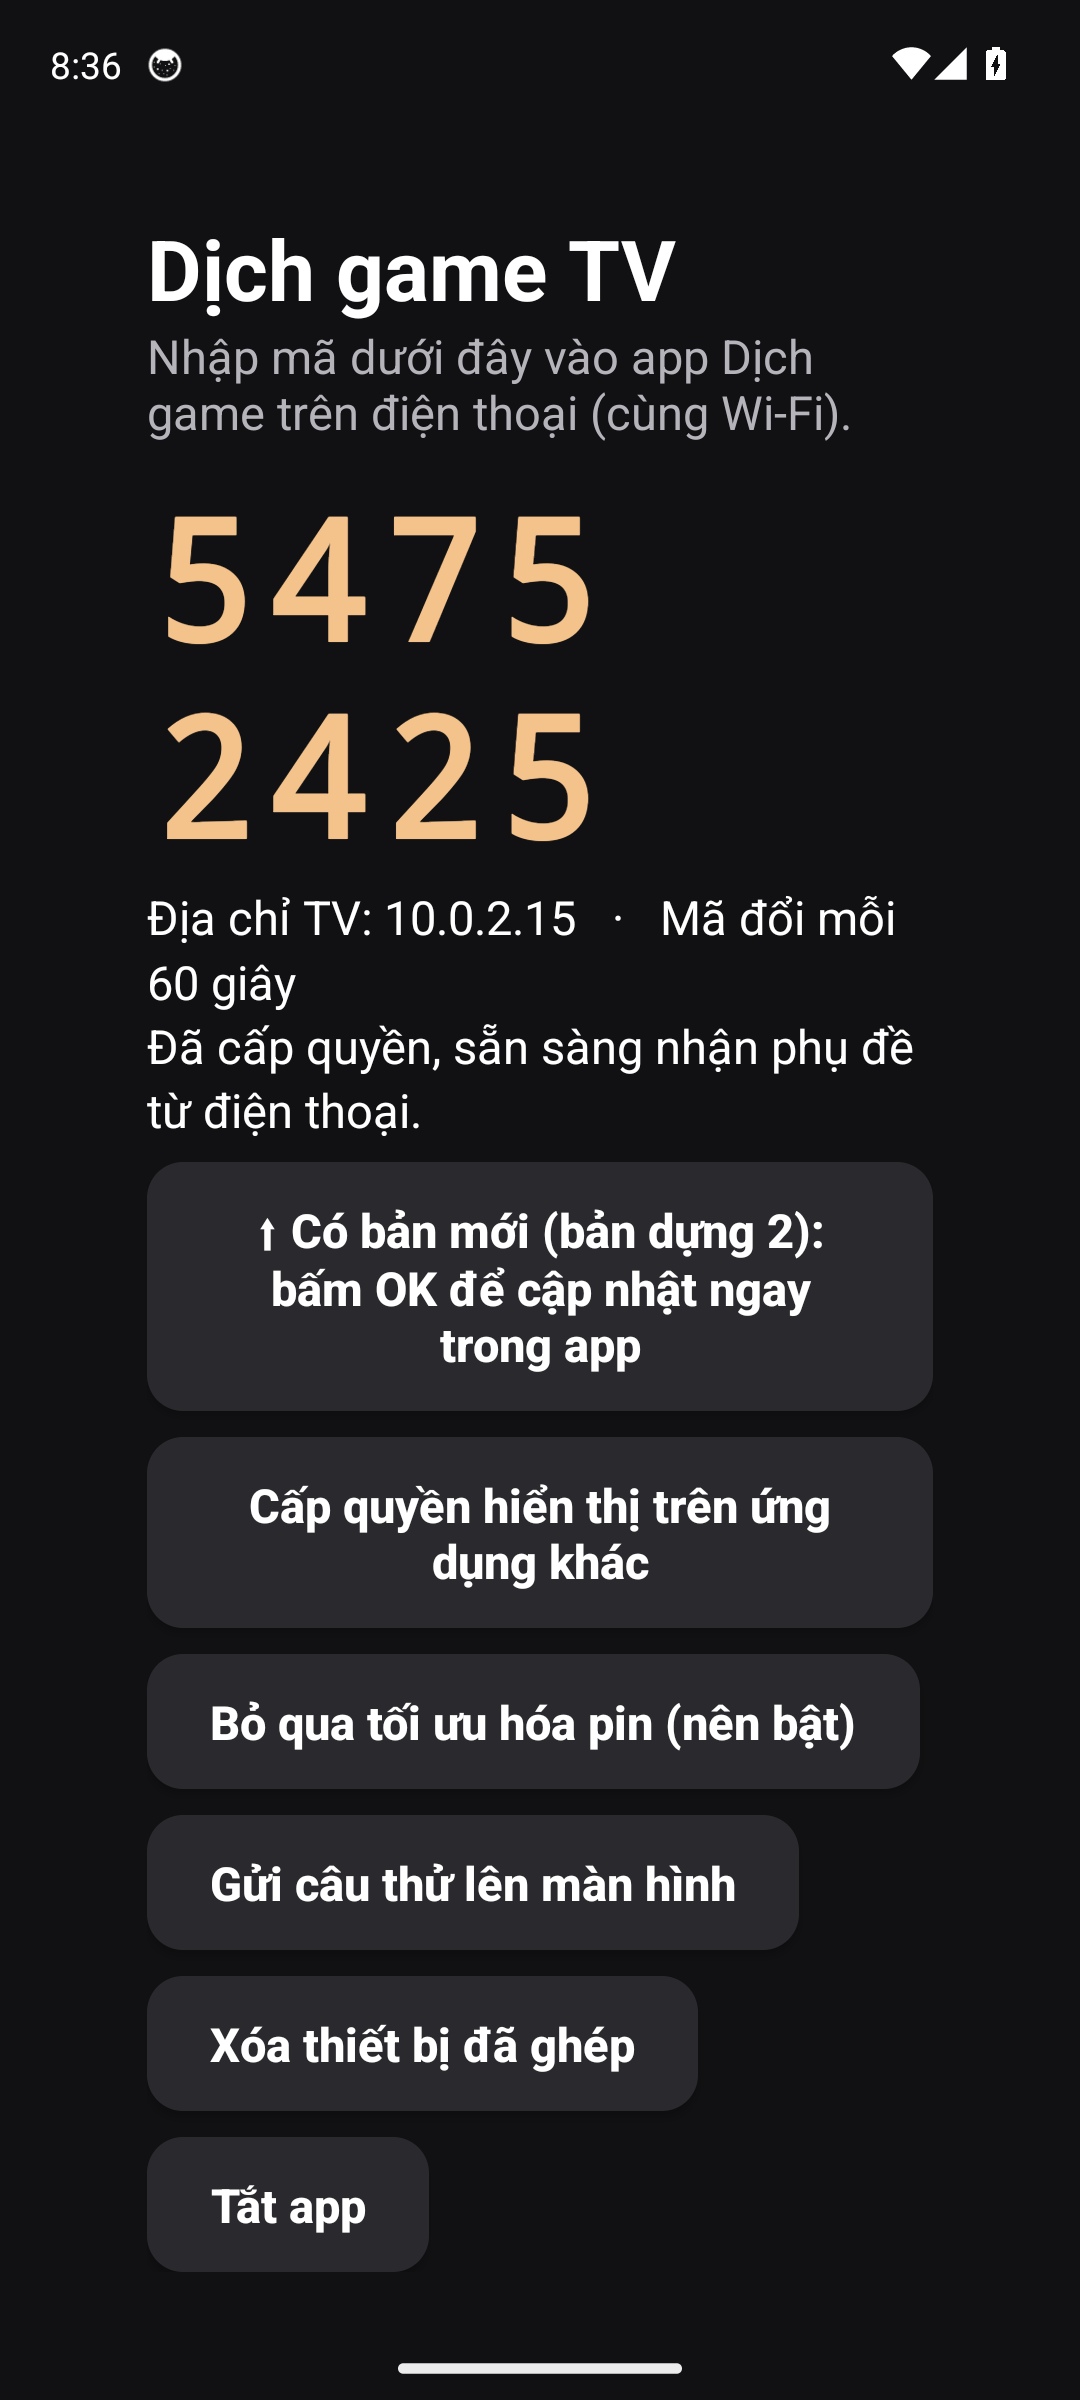 8:36
Dịch game TV
Nhập mã dưới đây vào app Dịch
game trên điện thoại (cùng Wi-Fi).
5475
2425
Địa chỉ TV: 10.0.2.15 · Mã đổi mỗi
60 giây
Đã cấp quyền, sẵn sàng nhận phụ đề
từ điện thoại.
⬆ Có bản mới (bản dựng 2):
bấm OK để cập nhật ngay
trong app
Cấp quyền hiển thị trên ứng
dụng khác
Bỏ qua tối ưu hóa pin (nên bật)
Gửi câu thử lên màn hình
Xóa thiết bị đã ghép
Tắt app